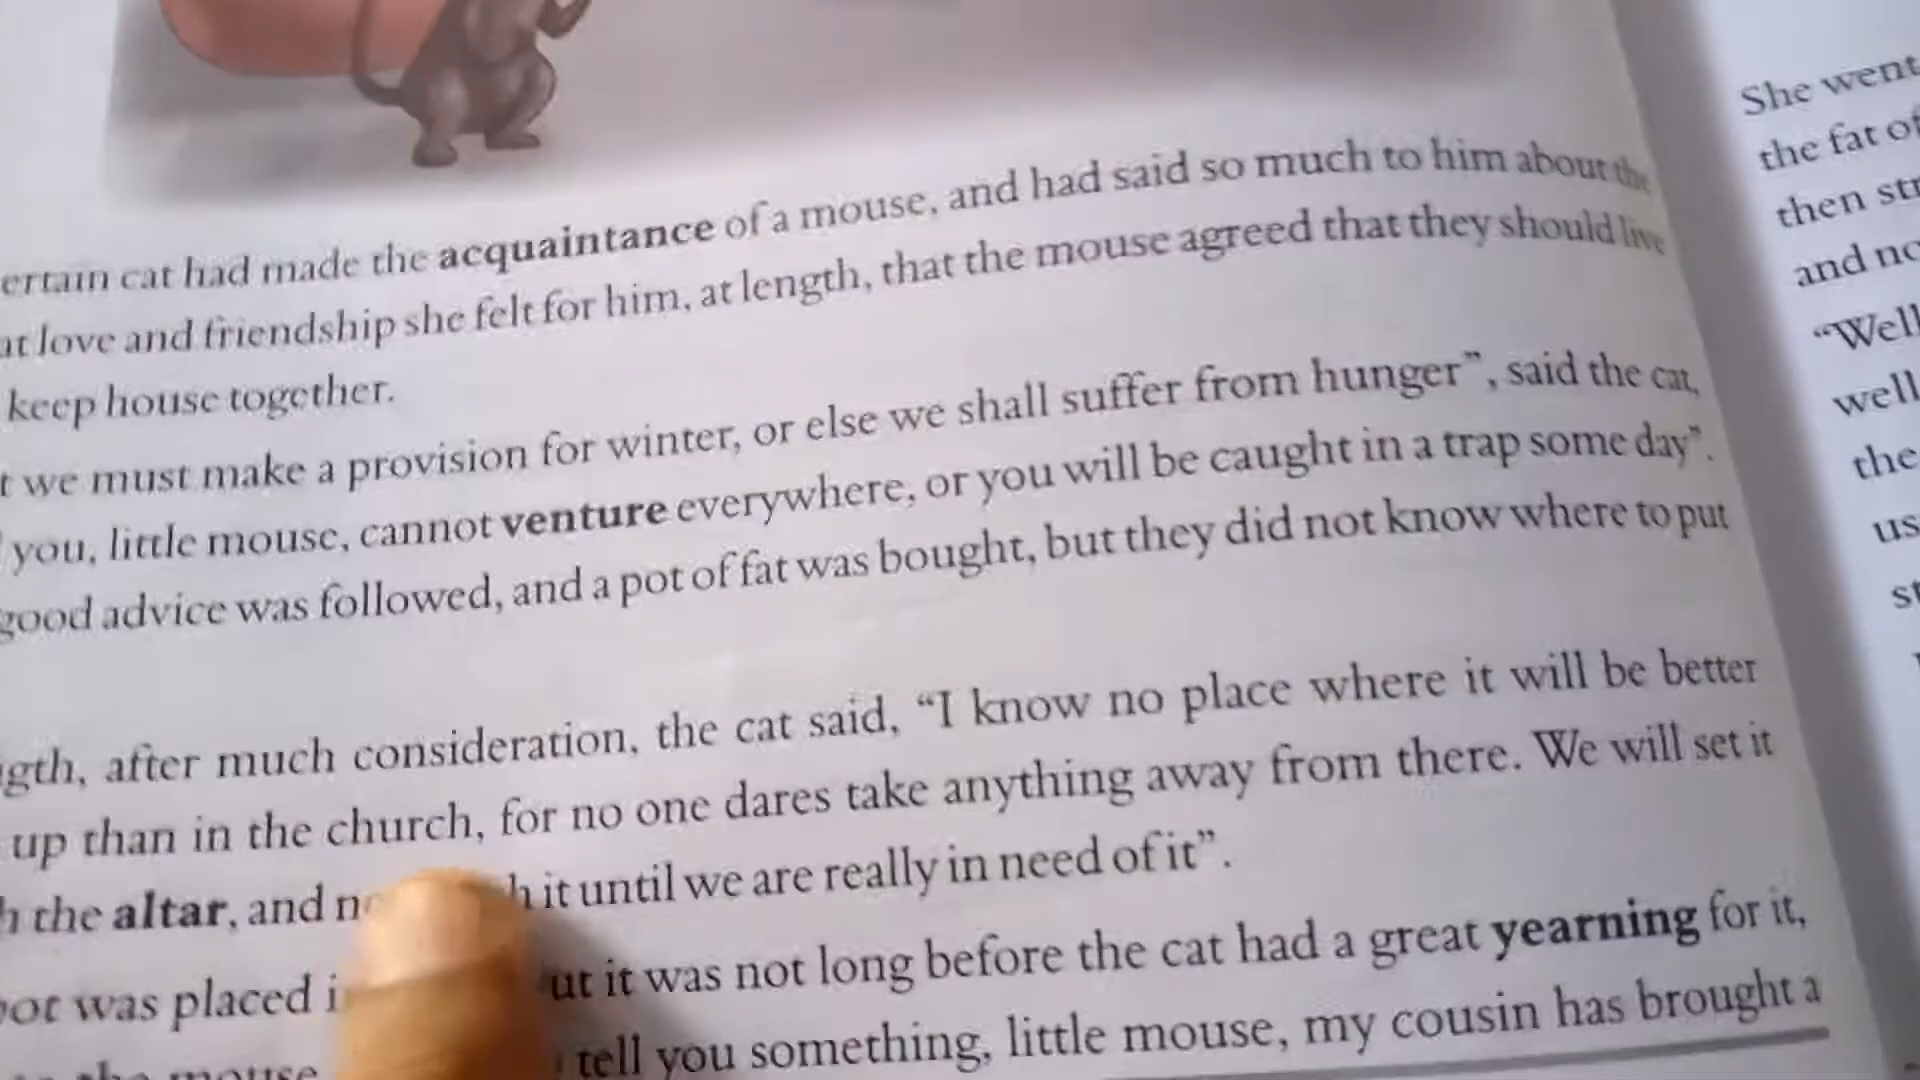 ertain cat had made the acquaintance of a mouse, and had said so much to him about the
at love and friendship she felt for him, at length, that the mouse agreed that they should live
keep house together.
t we must make a provision for winter, or else we shall suffer from hunger”, said the cat,
you, little mouse, cannot venture everywhere, or you will be caught in a trap some day”.
good advice was followed, and a pot of fat was bought, but they did not know where to put
gth, after much consideration, the cat said, “I know no place where it will be better
up than in the church, for no one dares take anything away from there. We will set it
h the altar, and h it until we are really in need of it”.
was placed ut it was not long before the cat had a great yearning for it,
mouse tell you something, little mouse, my cousin has brought a
She went
the fat of
then str
and no
“Well
well
the
us
st